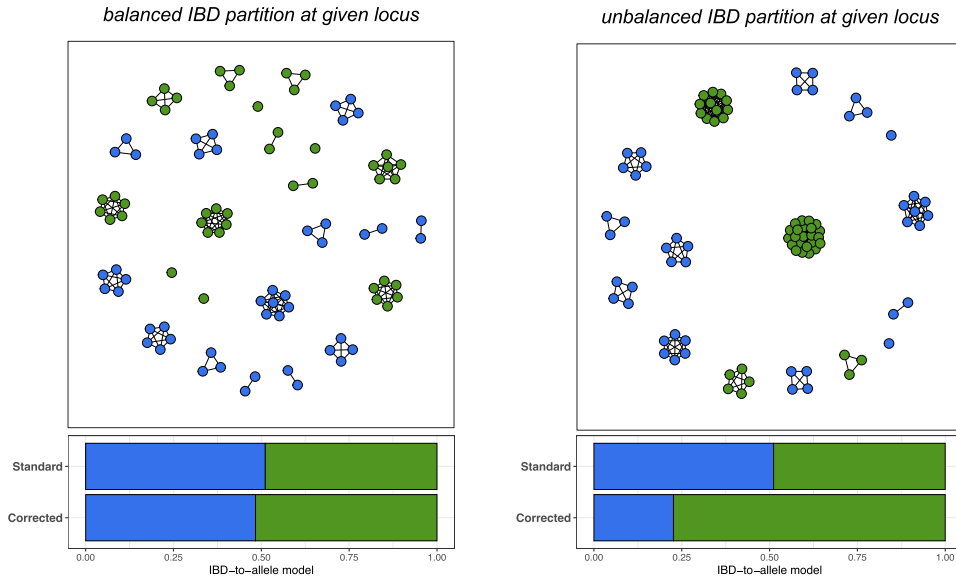 balanced IBD partition at given locus
Standard
Corrected
0.00 0.25 0.50 0.75 1.00
IBD−to−allele model
unbalanced IBD partition at given locus
Standard
Corrected
0.00 0.25 0.50 0.75 1.00
IBD−to−allele model